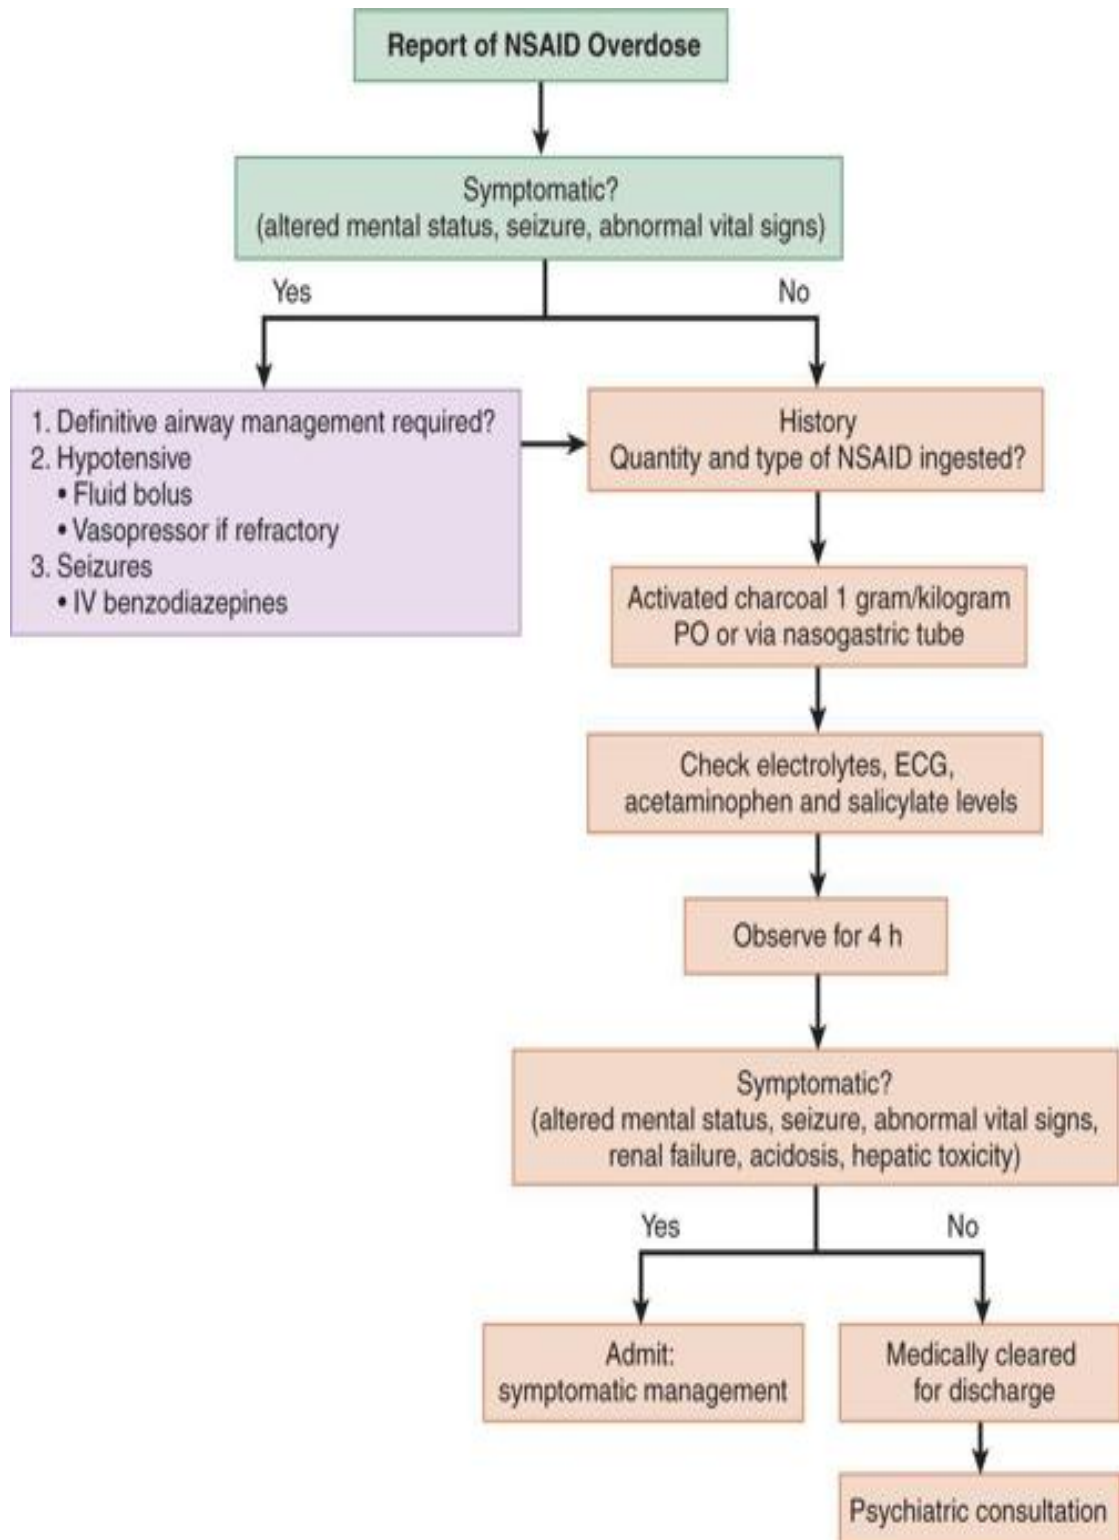 Report of NSAID Overdose
Symptomatic?
(altered mental status, seizure, abnormal vital signs)
Yes
No
1. Definitive airway management required?
2. Hypotensive
• Fluid bolus
• Vasopressor if refractory
3. Seizures
• IV benzodiazepines
History
Quantity and type of NSAID ingested?
Activated charcoal 1 gram/kilogram
PO or via nasogastric tube
Check electrolytes, ECG,
acetaminophen and salicylate levels
Observe for 4 h
Symptomatic?
(altered mental status, seizure, abnormal vital signs,
renal failure, acidosis, hepatic toxicity)
Yes
No
Admit:
symptomatic management
Medically cleared
for discharge
Psychiatric consultation